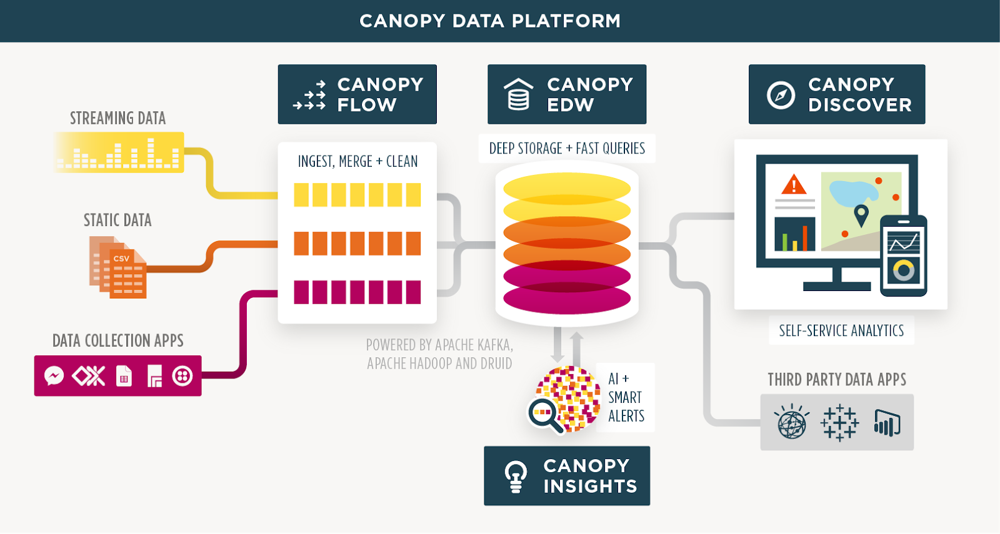 CANOPY DATA PLATFORM
CANOPY
FLOW
CANOPY
EDW
CANOPY
DISCOVER
STREAMING DATA
INGEST, MERGE + CLEAN
DEEP STORAGE + FAST QUERIES
STATIC DATA
CSV
DATA COLLECTION APPS
POWERED BY APACHE KAFKA,
APACHE HADOOP AND DRUID
AI +
SMART
ALERTS
SELF-SERVICE ANALYTICS
THIRD PARTY DATA APPS
CANOPY
INSIGHTS